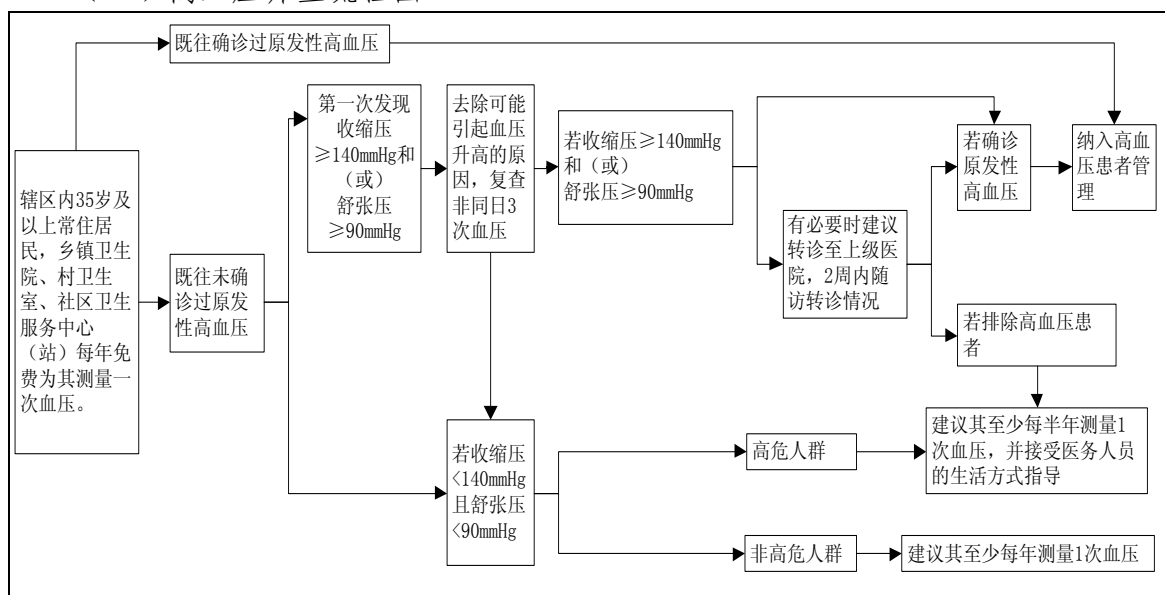 既往确诊过原发性高血压
第一次发现
收缩压
≥140mmHg和
（或）
舒张压
≥90mmHg
去除可能
引起血压
升高的原
因，复查
非同日3
次血压
若收缩压≥140mmHg
和（或）
舒张压≥90mmHg
若确诊
原发性
高血压
纳入高血
压患者管
理
辖区内35岁及
以上常住居
民，乡镇卫生
院、村卫生
室、社区卫生
服务中心
（站）每年免
费为其测量一
次血压。
既往未确
诊过原发
性高血压
有必要时建议
转诊至上级医
院，2周内随
访转诊情况
若排除高血压患
者
若收缩压
<140mmHg
且舒张压
<90mmHg
高危人群
建议其至少每半年测量1
次血压，并接受医务人员
的生活方式指导
非高危人群
建议其至少每年测量1次血压